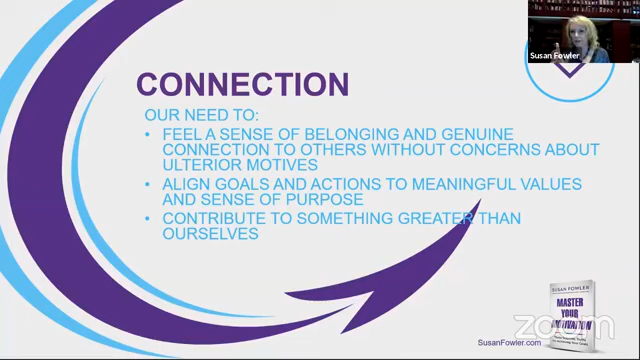 Susan Fowler
CONNECTION
OUR NEED TO:
• FEEL A SENSE OF BELONGING AND GENUINE
CONNECTION TO OTHERS WITHOUT CONCERNS ABOUT
ULTERIOR MOTIVES
• ALIGN GOALS AND ACTIONS TO MEANINGFUL VALUES
AND SENSE OF PURPOSE
• CONTRIBUTE TO SOMETHING GREATER THAN
OURSELVES
SUSAN FOWLER
MASTER
YOUR
MOTIVATION
zoom
SusanFowler.com